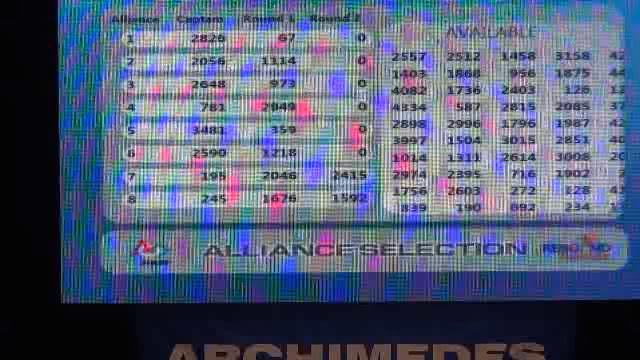 Alliance Captain Round 1 Round 2
1 2826 67 0
2 2056 1114 0
3 2648 973 0
4 781 2949 0
5 3481 359 0
6 2590 1218 0
7 195 2046 2415
8 245 1676 1592
AVAILABLE
2557 2512 1458 3158
1403 1868 956 1875
4082 1736 2403 126
4334 587 2815 2085
2898 2996 1796 1987
3997 1504 3015 2851
1014 1311 2614 3008
2974 2395 716 1902
1756 2603 272 128
839 190 692 234
ALLIANCE SELECTION
ARCHIMEDES